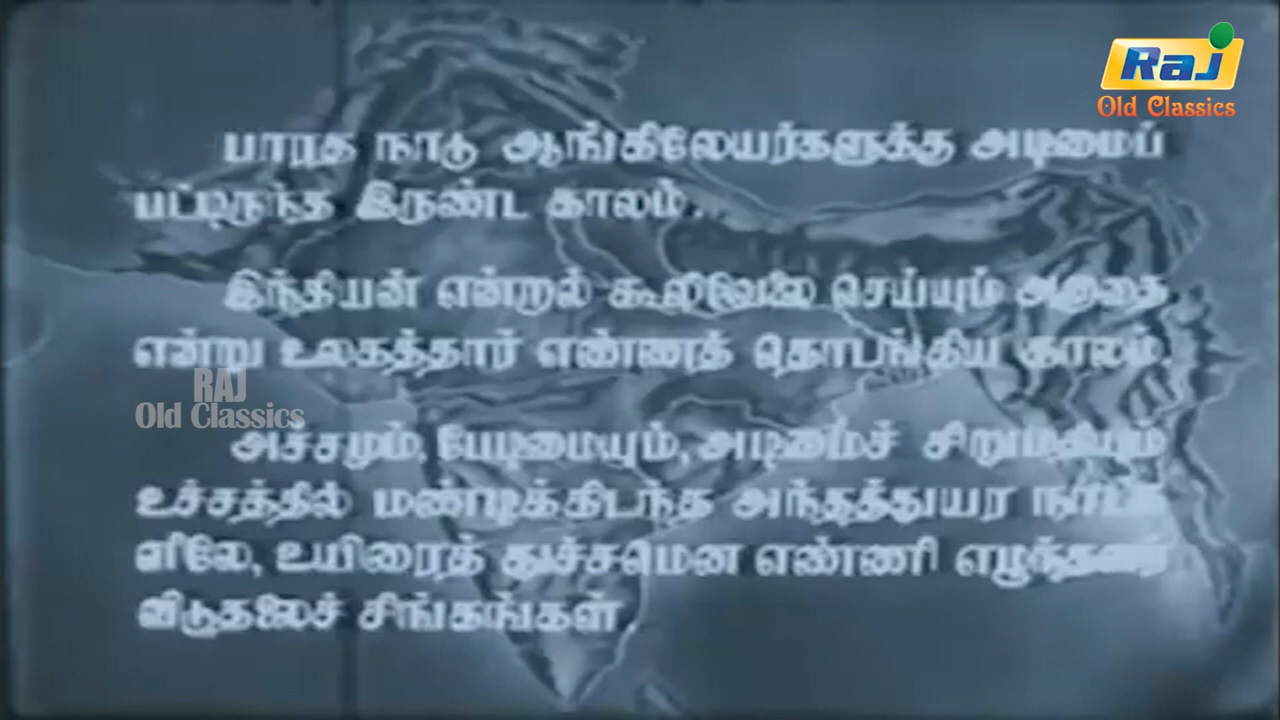 Raj
Old Classics
பாரத நாடு ஆங்கிலேயர்களுக்கு அடிமைப்
பட்டிருந்த இருண்ட காலம்...
இந்தியன் என்றால் கூலிவேலை செய்யும்
என்று உலகத்தார் எண்ணத் தொடங்கிய காலம்.
RAJ
Old Classics
அச்சமும், பேடிமையும், அடிமைச் சிறுமதியும்
உச்சத்தில் மண்டிக்கிடந்த அந்தத்துயர நாட்க
ளிலே, உயிரைத் துச்சமென எண்ணி எழுந்தனர்
விடுதலைச் சிங்கங்கள்.